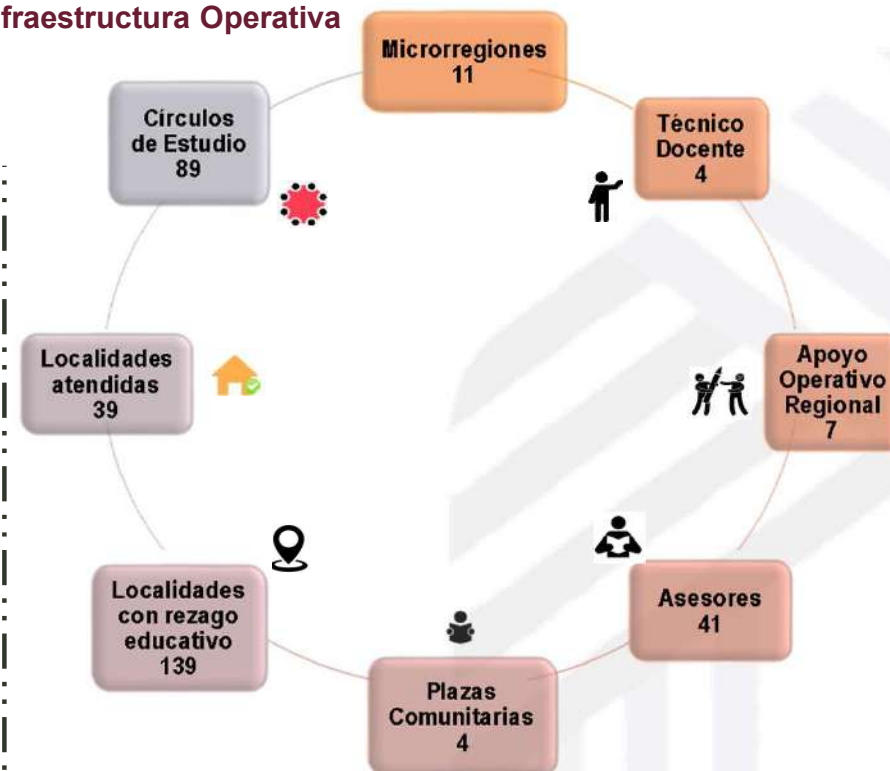 fraestructura Operativa
Microrregiones
11
Técnico
Docente
4
Apoyo
Operativo
Regional
7
Asesores
41
Plazas
Comunitarias
4
Localidades
con rezago
educativo
139
Localidades
atendidas
39
Círculos
de Estudio
89